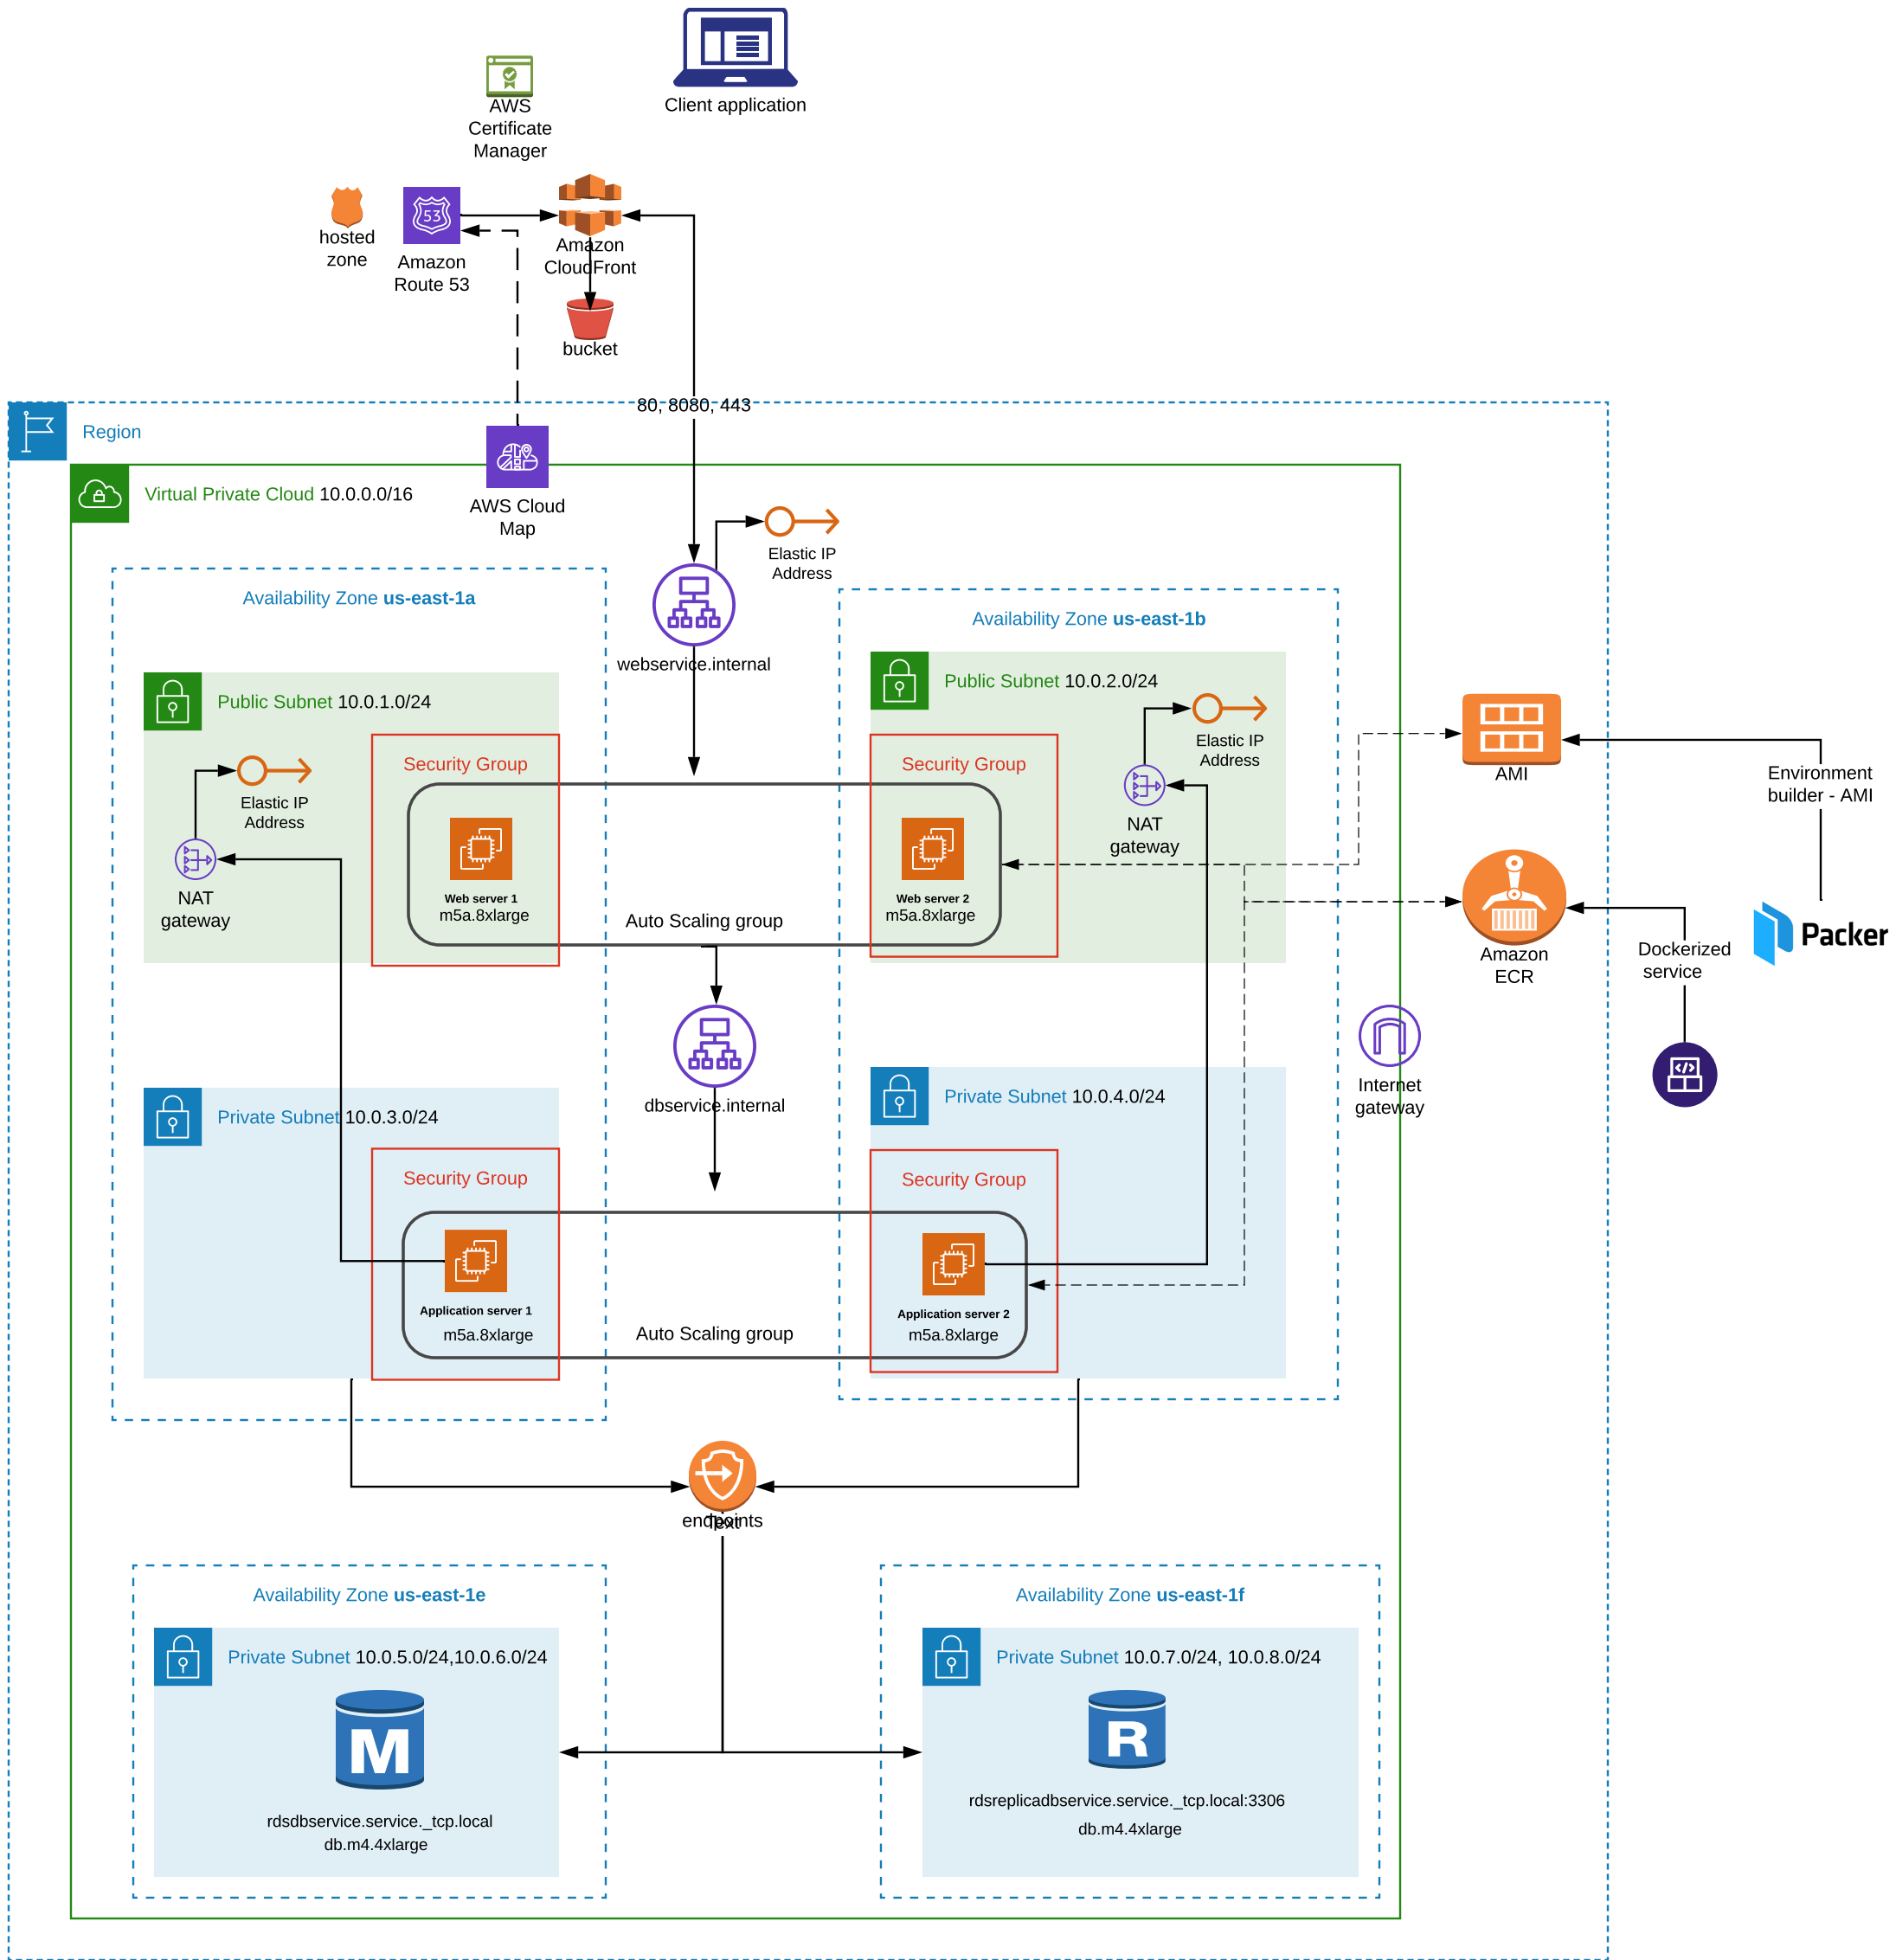 Client application
AWS
Certificate
Manager
hosted
zone
53
Amazon
Route 53
Amazon
CloudFront
bucket
80, 8080, 443
Region
Virtual Private Cloud 10.0.0.0/16
AWS Cloud
Map
Elastic IP
Address
webservice.internal
Availability Zone us-east-1a
Availability Zone us-east-1b
Public Subnet 10.0.1.0/24
Public Subnet 10.0.2.0/24
Elastic IP
Address
NAT
gateway
Security Group
Web server 1
m5a.8xlarge
Auto Scaling group
Security Group
Web server 2
m5a.8xlarge
Elastic IP
Address
NAT
gateway
AMI
Environment
builder - AMI
Amazon
ECR
Dockerized
service
Packer
dbservice.internal
Internet
gateway
Private Subnet 10.0.3.0/24
Private Subnet 10.0.4.0/24
Security Group
Application server 1
m5a.8xlarge
Auto Scaling group
Security Group
Application server 2
m5a.8xlarge
endpoints
Text
Availability Zone us-east-1e
Private Subnet 10.0.5.0/24,10.0.6.0/24
M
rdsdbservice.service._tcp.local
db.m4.4xlarge
Availability Zone us-east-1f
Private Subnet 10.0.7.0/24, 10.0.8.0/24
R
rdsreplicadbservice.service._tcp.local:3306
db.m4.4xlarge